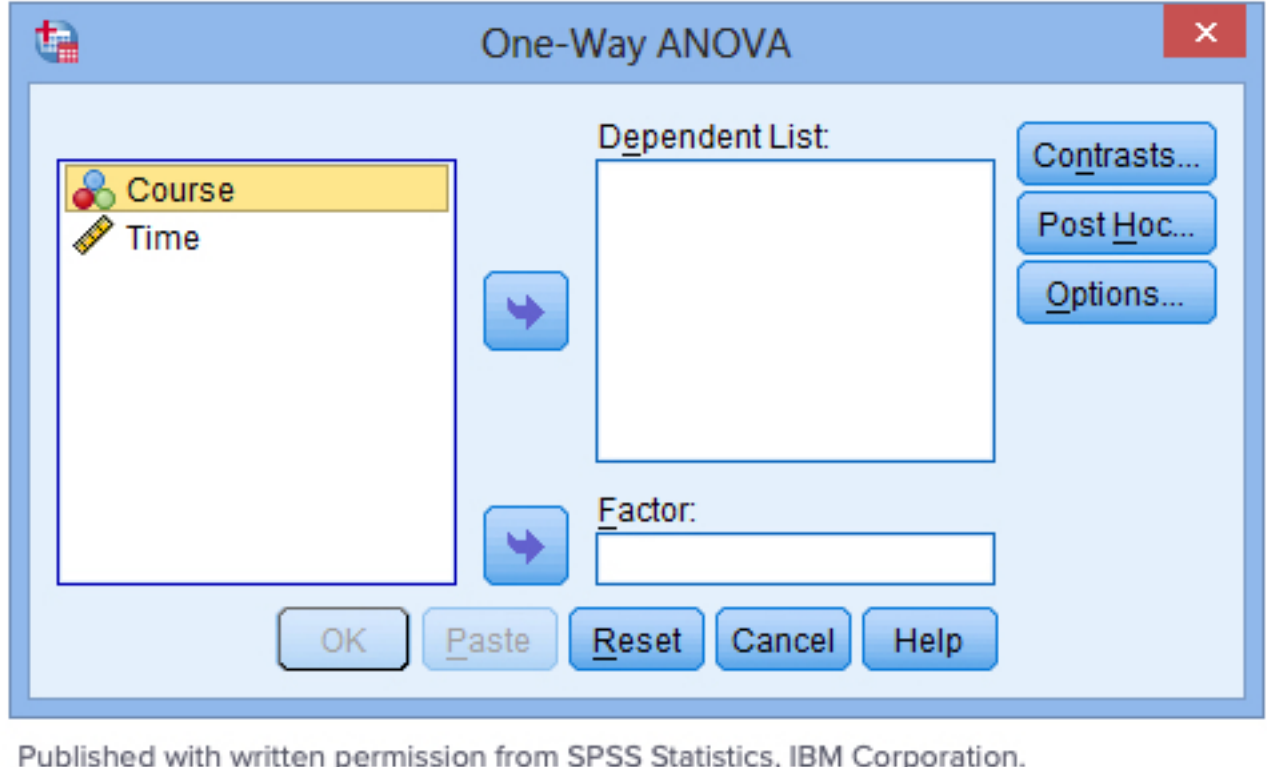 One-Way ANOVA
Course
Time
Dependent List:
Contrasts...
Post Hoc...
Options...
Factor:
OK Paste Reset Cancel Help
Published with written permission from SPSS Statistics, IBM Corporation.